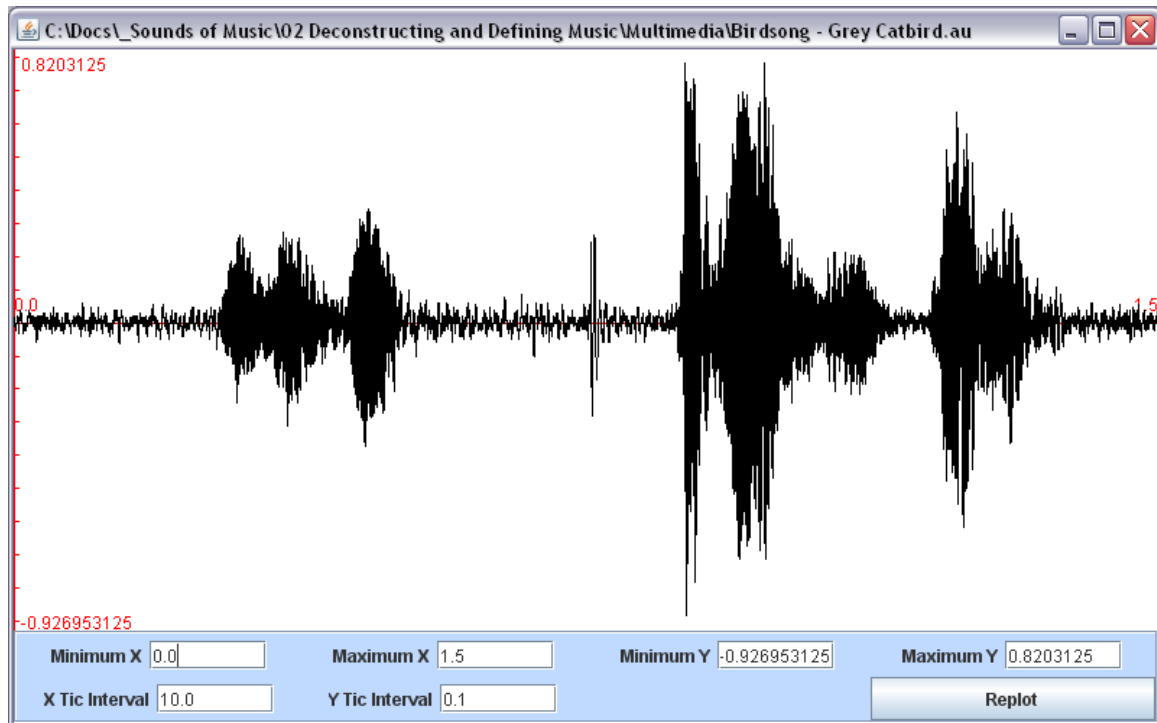 C:\Docs\_Sounds of Music\02 Deconstructing and Defining Music\Multimedia\Birdsong - Grey Catbird.au
0.8203125
0.0
1.5
-0.926953125
Minimum X 0.0 Maximum X 1.5 Minimum Y -0.926953125 Maximum Y 0.8203125
X Tic Interval 10.0 Y Tic Interval 0.1 Replot